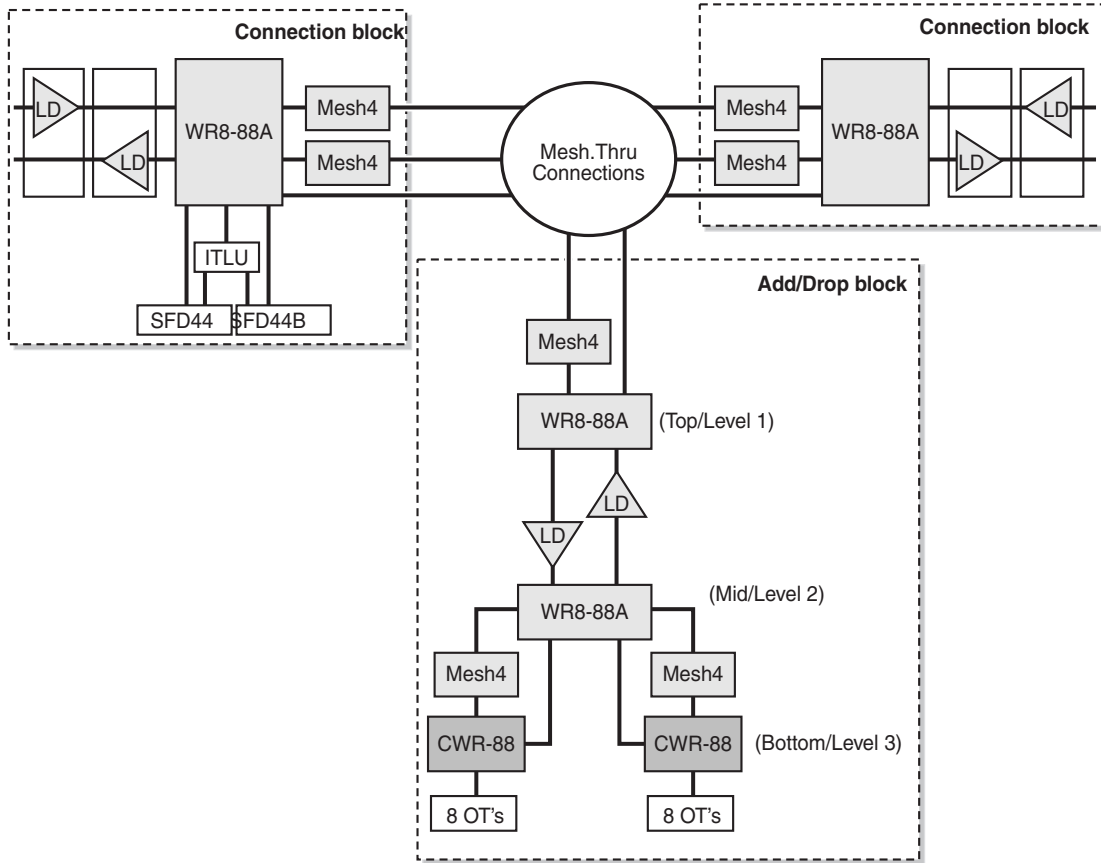 Connection block
LD
LD
WR8-88A
Mesh4
Mesh4
ITLU
SFD44
SFD44B
Mesh.Thru
Connections
Connection block
Mesh4
Mesh4
WR8-88A
LD
LD
Add/Drop block
Mesh4
WR8-88A
(Top/Level 1)
LD
LD
WR8-88A
(Mid/Level 2)
Mesh4
Mesh4
CWR-88
CWR-88
(Bottom/Level 3)
8 OT's
8 OT's